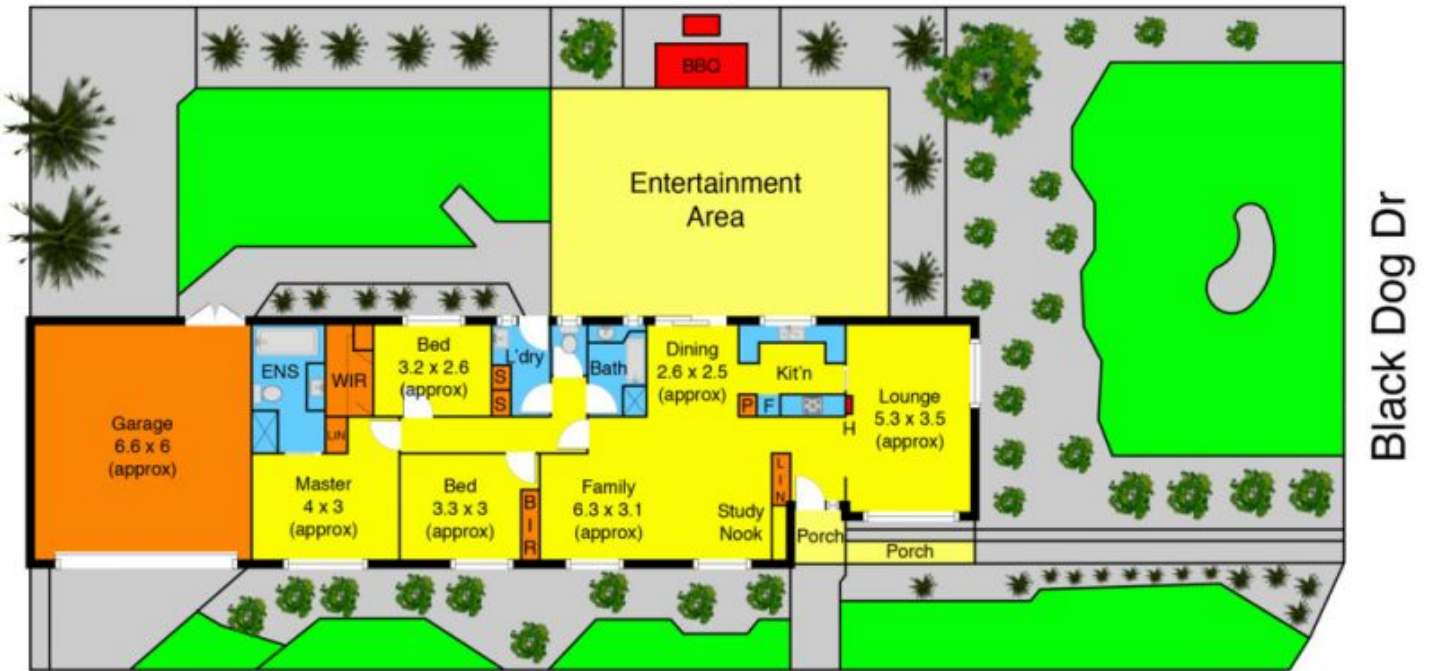 BBQ
Entertainment
Area
Black Dog Dr
Garage
6.6 x 6
(approx)
ENS
WIR
LIN
Bed
3.2 x 2.6
(approx)
S
S
L'dry
Bath
Dining
2.6 x 2.5
(approx)
Kit'n
P
F
H
Lounge
5.3 x 3.5
(approx)
Master
4 x 3
(approx)
Bed
3.3 x 3
(approx)
B
I
R
Family
6.3 x 3.1
(approx)
Study
Nook
L
I
N
Porch
Porch